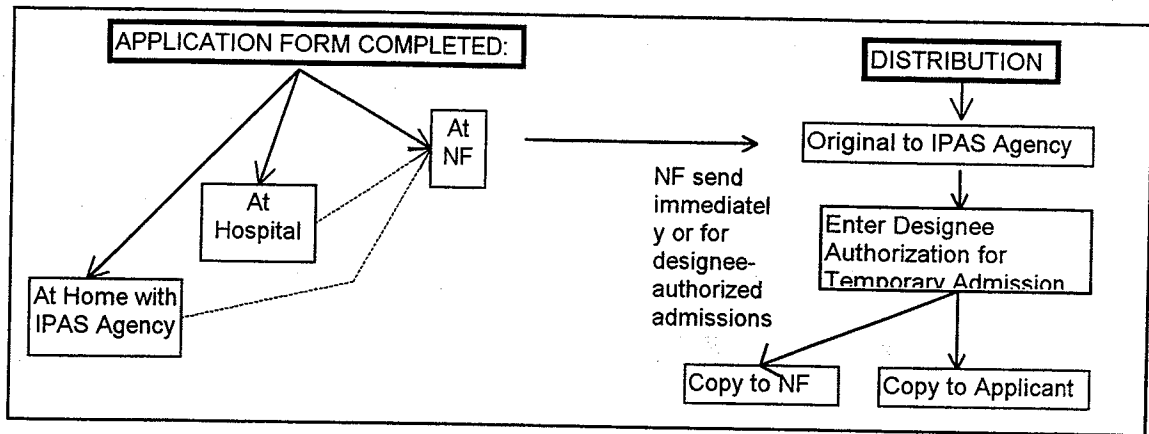 APPLICATION FORM COMPLETED:
At
NF
At
Hospital
At Home with
IPAS Agency
NF send
immediatel
y or for
designee-
authorized
admissions
DISTRIBUTION
Original to IPAS Agency
Enter Designee
Authorization for
Temporary Admission
Copy to NF
Copy to Applicant